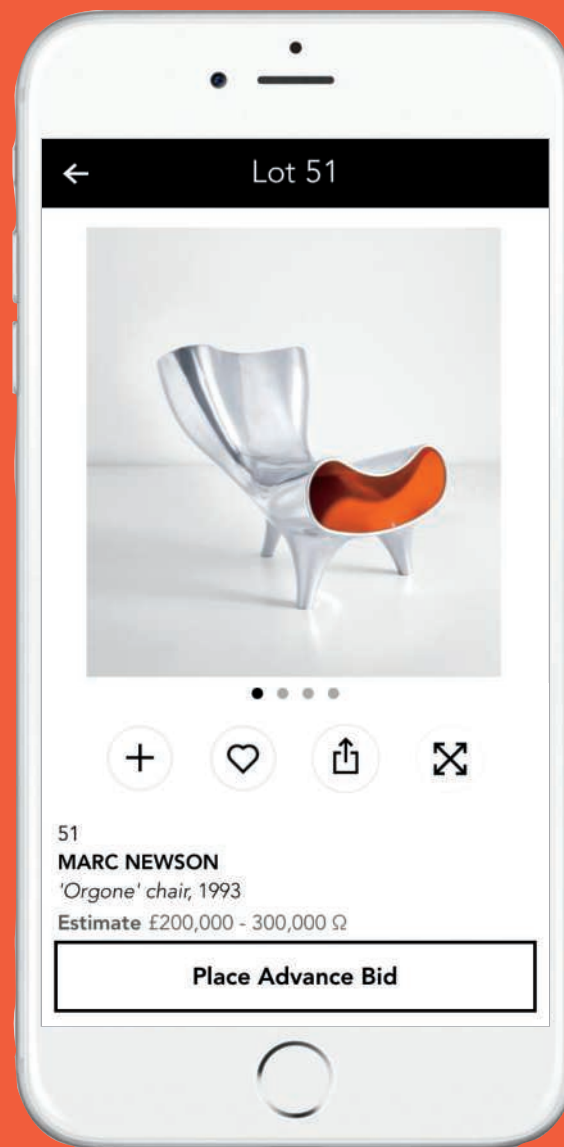 Lot 51
51
MARC NEWSON
'Orgone' chair, 1993
Estimate £200,000 - 300,000 Ω
Place Advance Bid